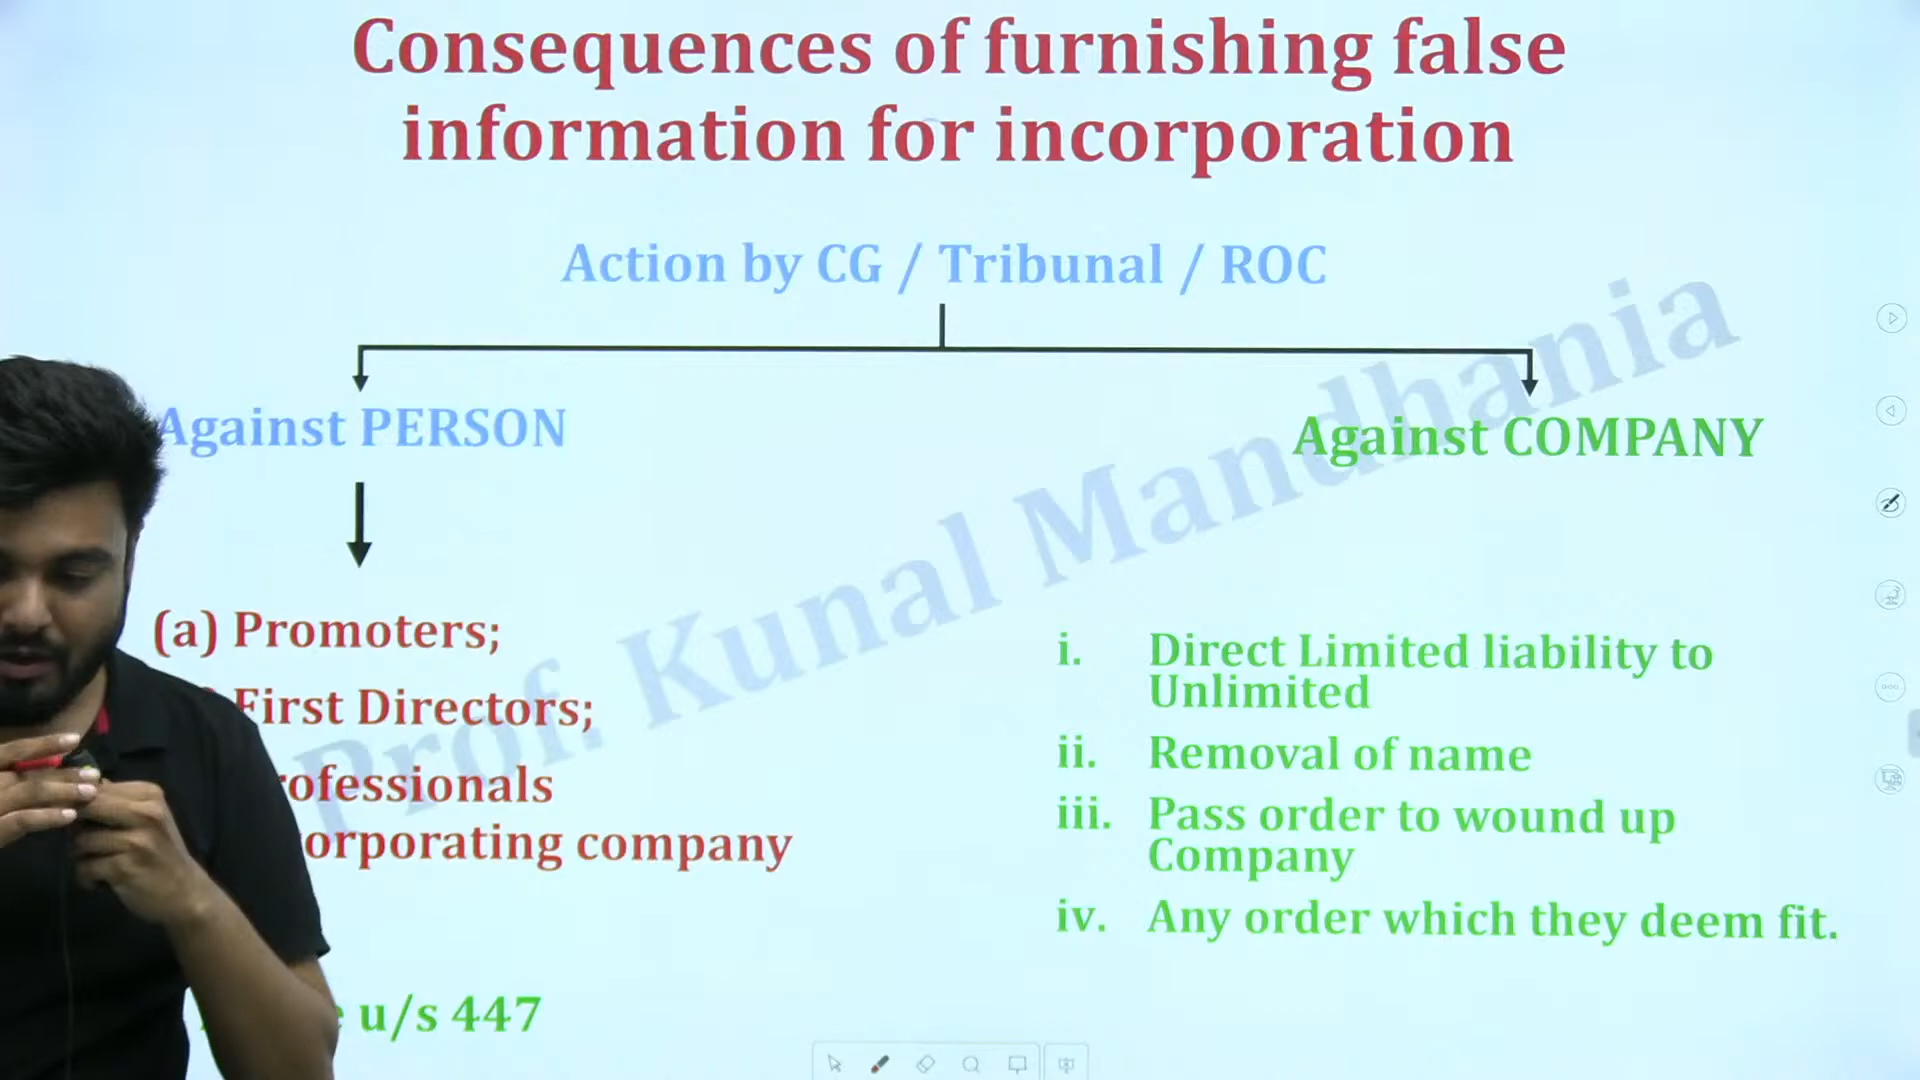 Consequences of furnishing false
information for incorporation
Action by CG / Tribunal / ROC
Against PERSON
Against COMPANY
(a) Promoters;
First Directors;
ofessionals
orporating company
u/s 447
i. Direct Limited liability to
Unlimited
ii. Removal of name
iii. Pass order to wound up
Company
iv. Any order which they deem fit.
Prof. Kunal Mandhania